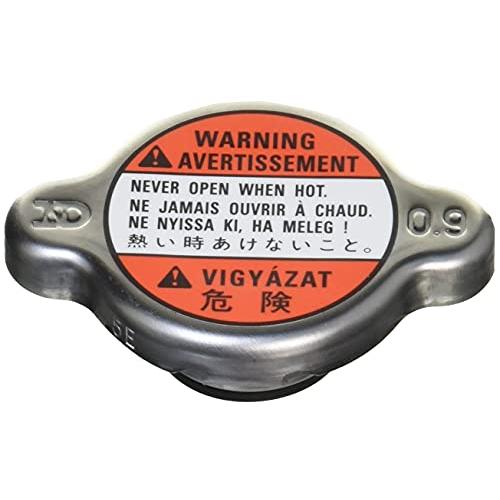 WARNING
AVERTISSEMENT
NEVER OPEN WHEN HOT.
NE JAMAIS OUVRIR À CHAUD.
NE NYISSA KI, HA MELEG !
熱い時あけないこと。
0.9
VIGYÁZAT
危険
5E